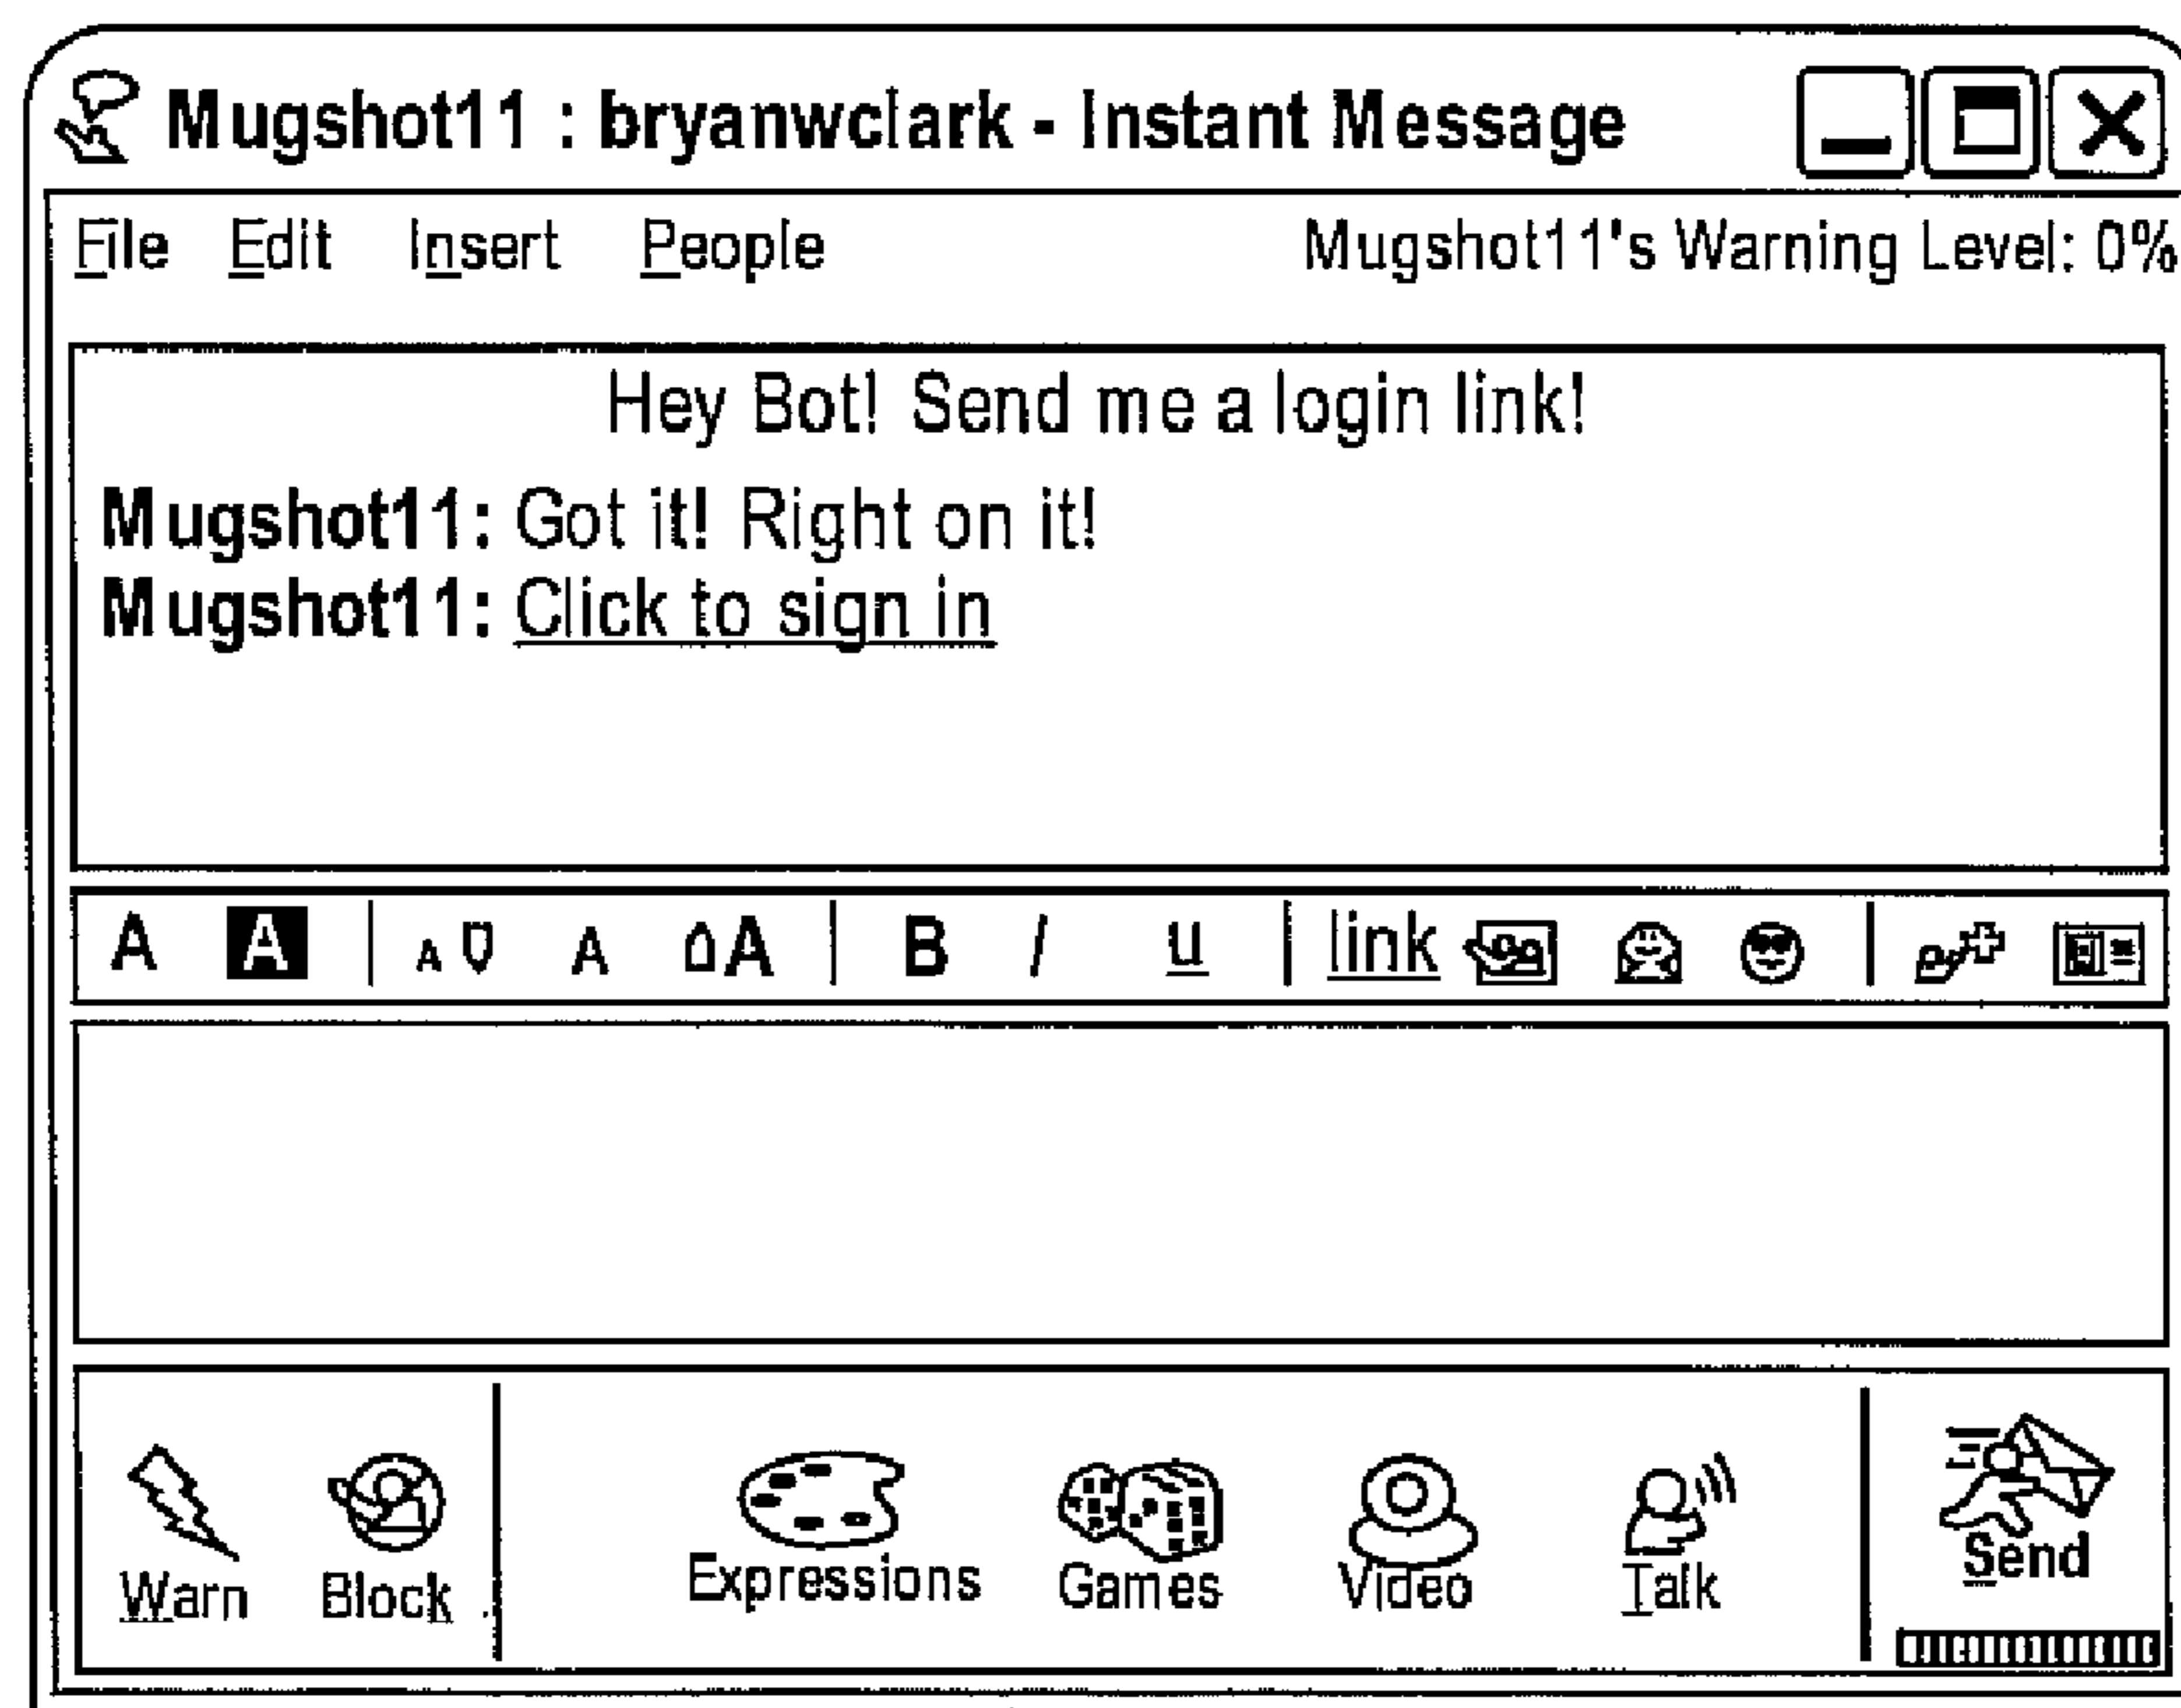 Mugshot11 : bryanwclark - Instant Message
File Edit Insert People Mugshot11's Warning Level: 0%
Hey Bot! Send me a login link!
Mugshot11: Got it! Right on it!
Mugshot11: Click to sign in
A A A A A B I u link
Warn Block Expressions Games Video Talk Send